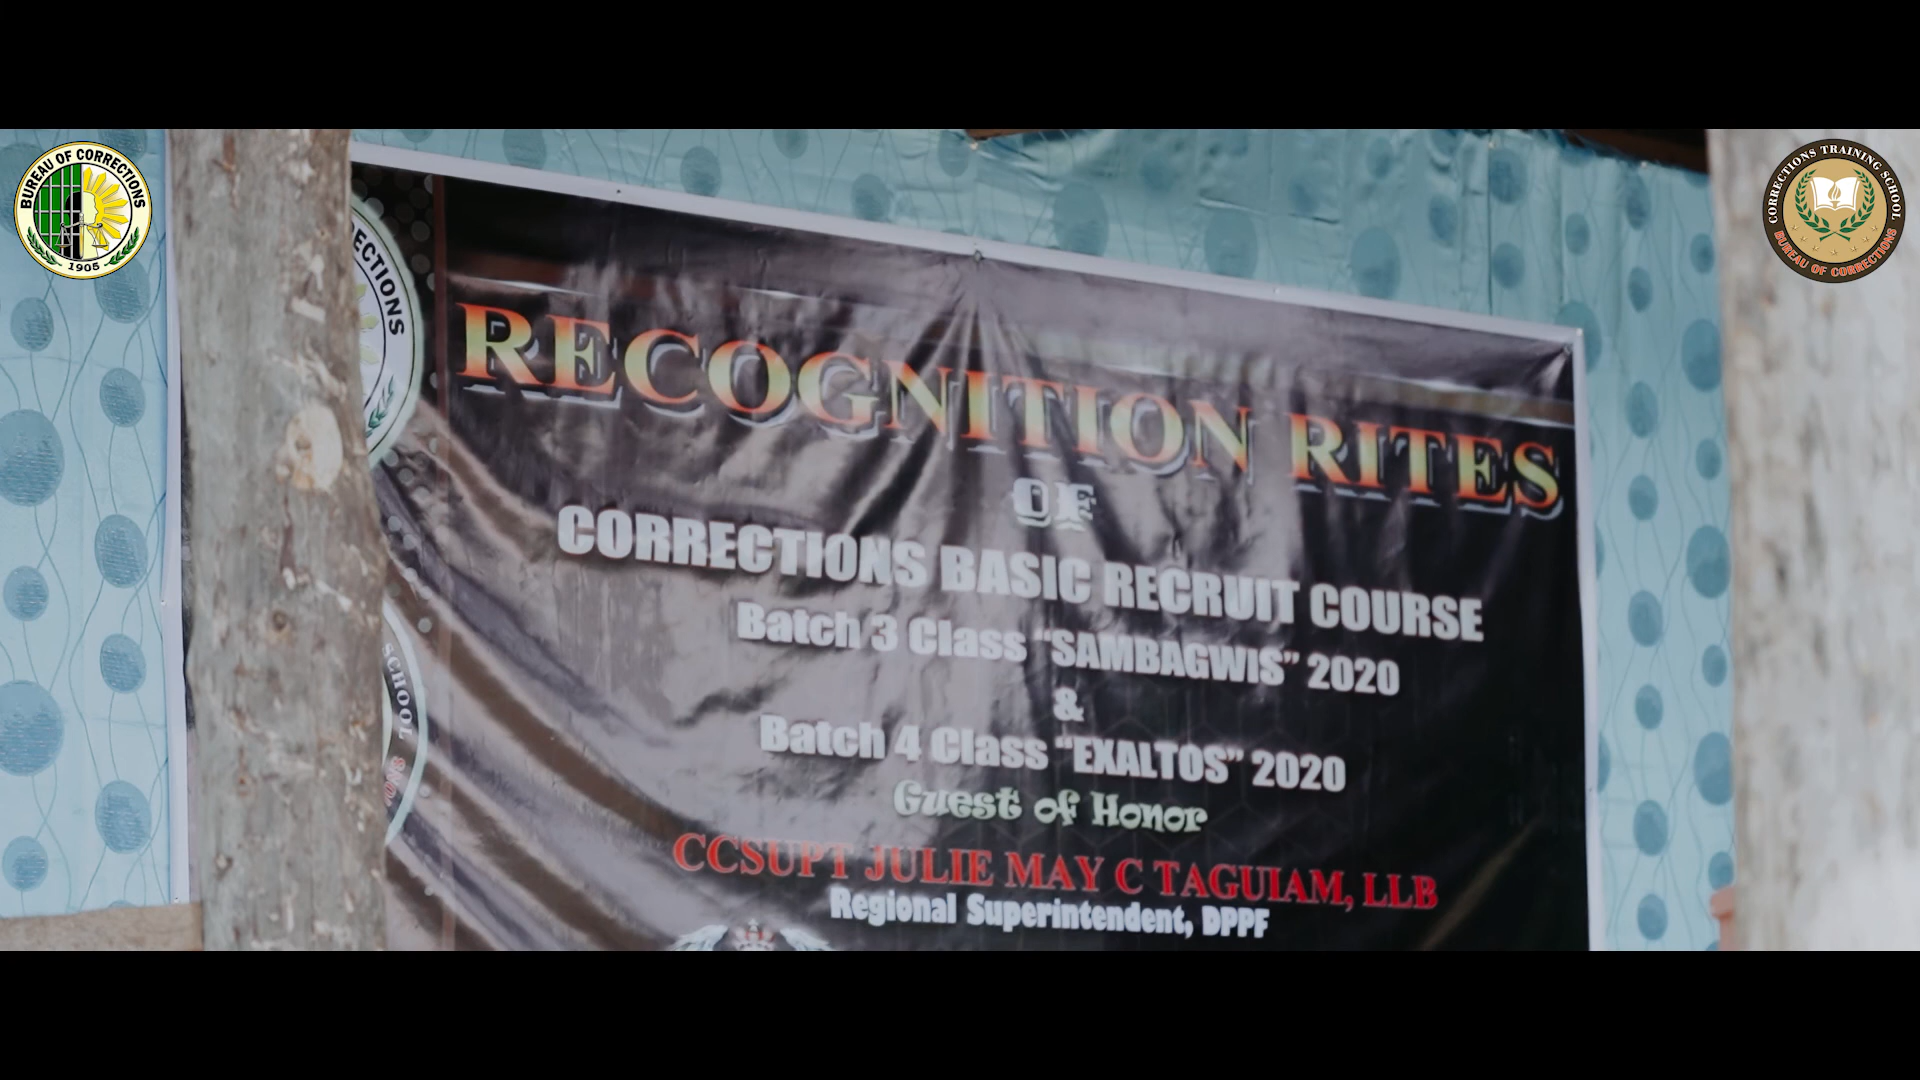 BUREAU OF CORRECTIONS
1905
CORRECTIONS TRAINING SCHOOL
BUREAU OF CORRECTIONS
RECOGNITION RITES
OF
CORRECTIONS BASIC RECRUIT COURSE
Batch 3 Class “SAMBAGWIS” 2020
&
Batch 4 Class “EXALTOS” 2020
Guest of Honor
CCSUPT JULIE MAY C TAGUIAM, LLB
Regional Superintendent, DPPF
SCHOOL